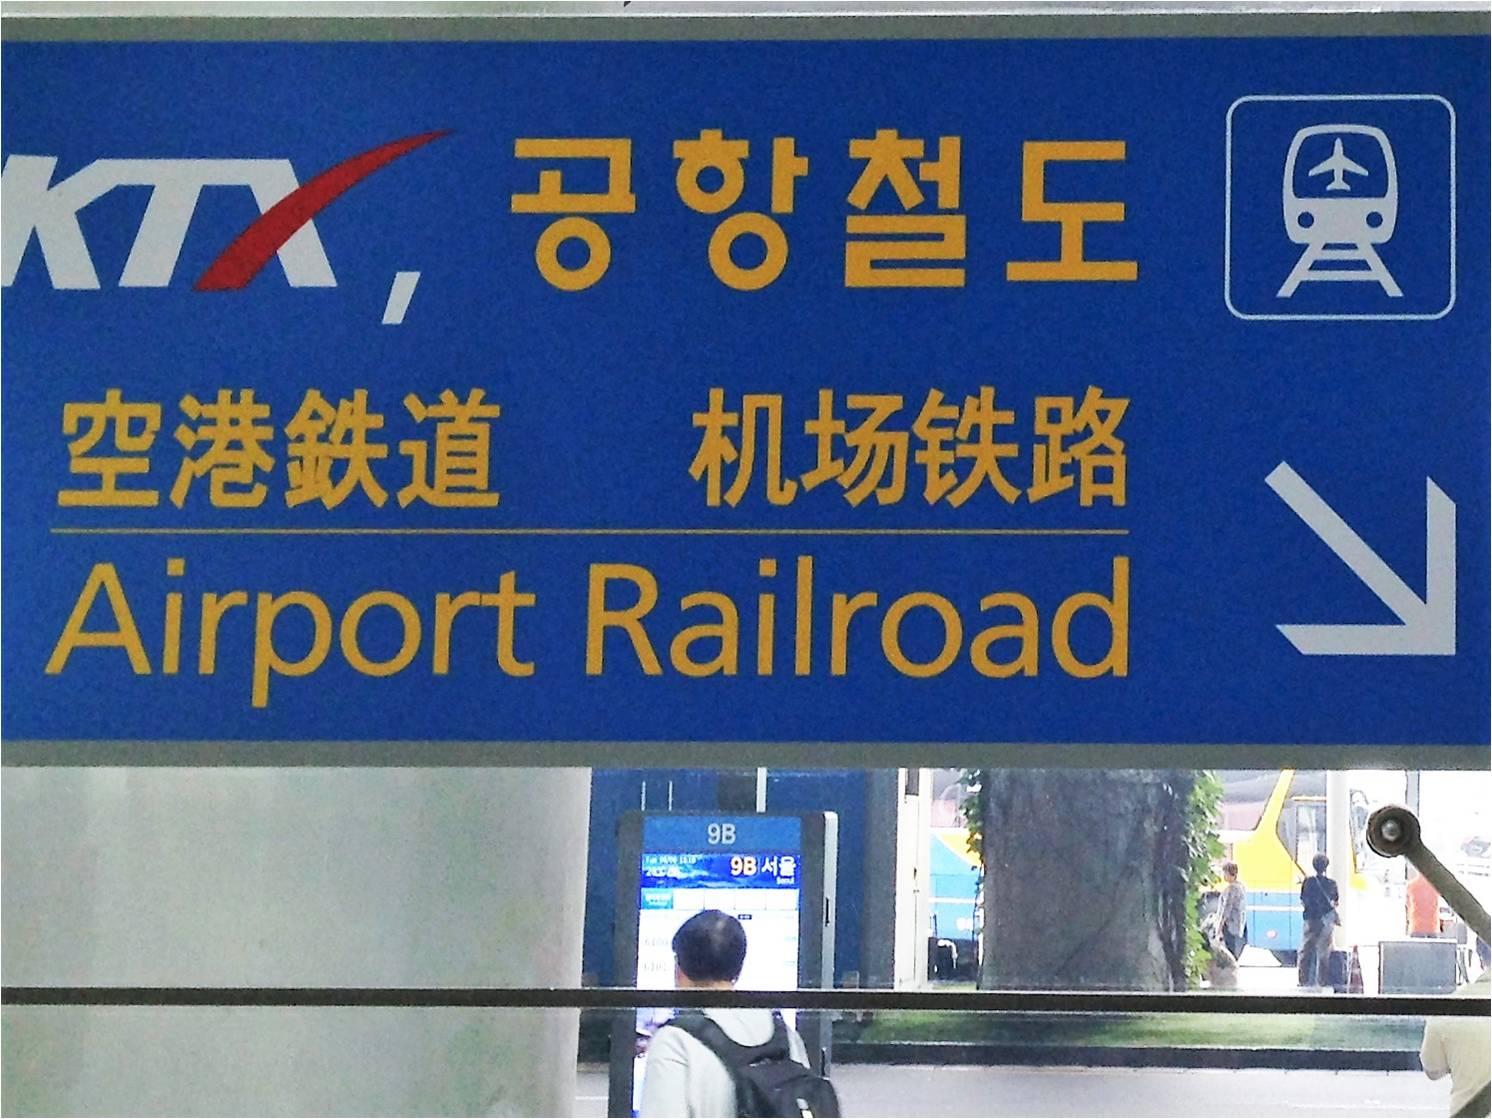 KTX, 공항철도
空港鉄道 机场铁路
Airport Railroad
9B
9B 서울
Seoul